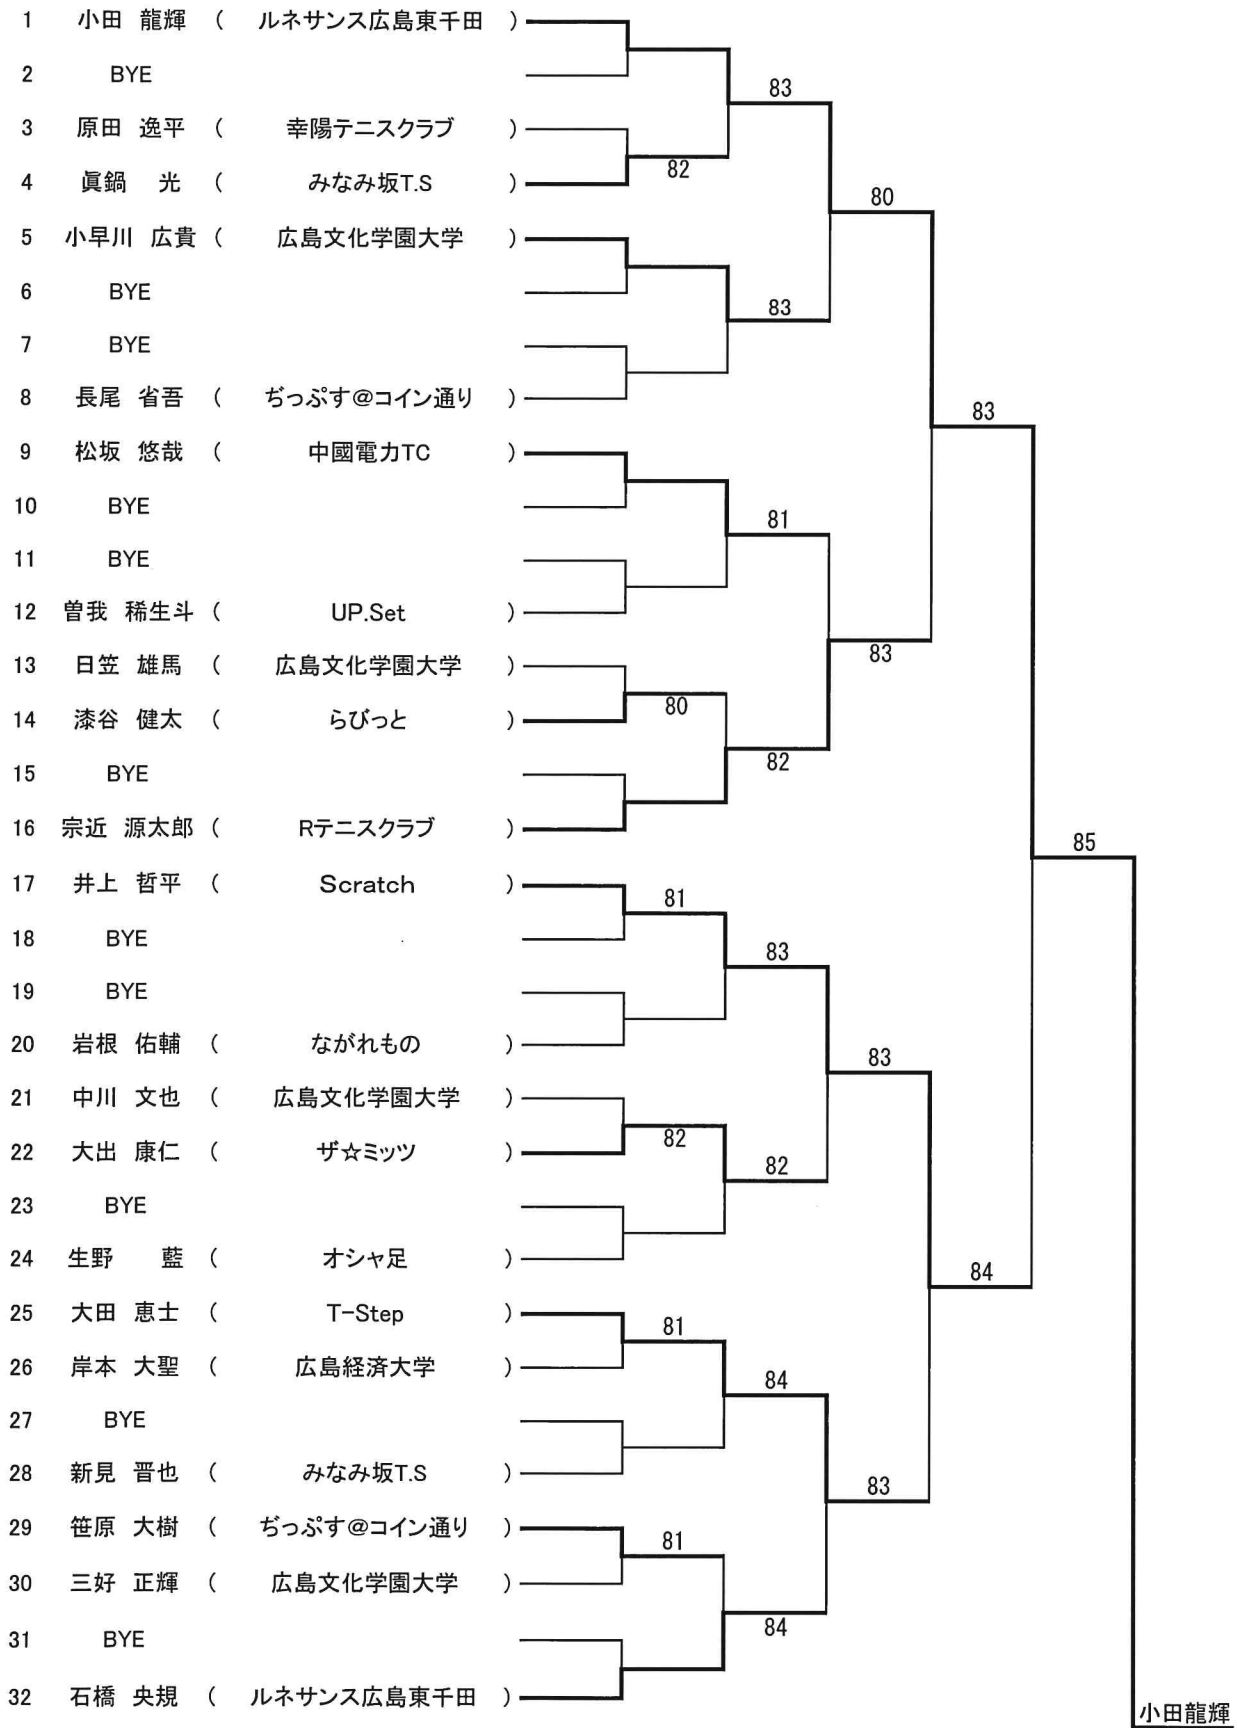 1 小田 龍輝 ( ルネサンス広島東千田 )
2 BYE
83
3 原田 逸平 ( 幸陽テニスクラブ )
82
4 眞鍋 光 ( みなみ坂T.S )
80
5 小早川 広貴 ( 広島文化学園大学 )
6 BYE
83
7 BYE
8 長尾 省吾 ( ぢっぷす@コイン通り )
83
9 松坂 悠哉 ( 中國電力TC )
10 BYE
81
11 BYE
12 曽我 稀生斗 ( UP.Set )
83
13 日笠 雄馬 ( 広島文化学園大学 )
80
14 漆谷 健太 ( らびっと )
82
15 BYE
16 宗近 源太郎 ( Rテニスクラブ )
85
17 井上 哲平 ( Scratch )
81
18 BYE
83
19 BYE
20 岩根 佑輔 ( ながれもの )
83
21 中川 文也 ( 広島文化学園大学 )
82
22 大出 康仁 ( ザ☆ミッツ )
82
23 BYE
24 生野 藍 ( オシャ足 )
84
25 大田 恵士 ( T-Step )
81
26 岸本 大聖 ( 広島経済大学 )
84
27 BYE
28 新見 晋也 ( みなみ坂T.S )
83
29 笹原 大樹 ( ぢっぷす@コイン通り )
81
30 三好 正輝 ( 広島文化学園大学 )
84
31 BYE
32 石橋 央規 ( ルネサンス広島東千田 )
小田龍輝